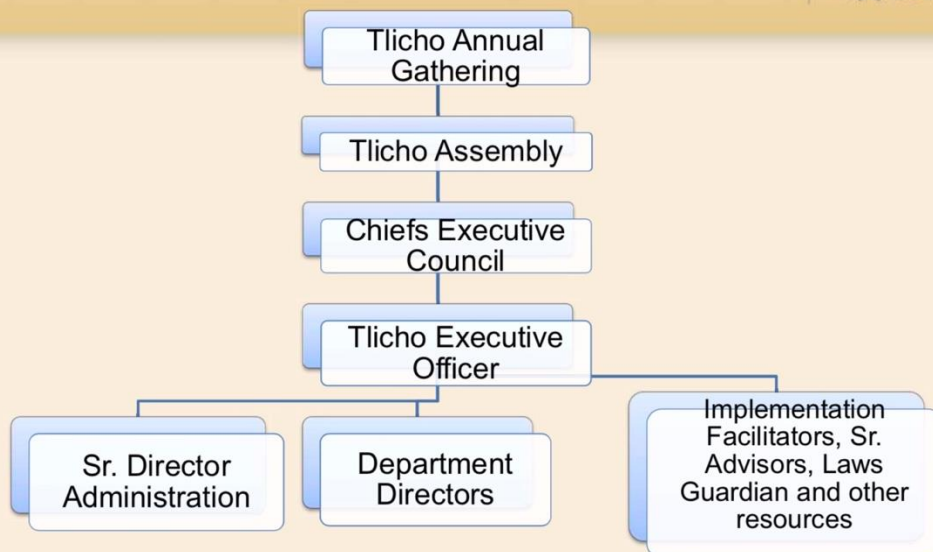 Tlicho Annual
Gathering
Tlicho Assembly
Chiefs Executive
Council
Tlicho Executive
Officer
Sr. Director
Administration
Department
Directors
Implementation
Facilitators, Sr.
Advisors, Laws
Guardian and other
resources